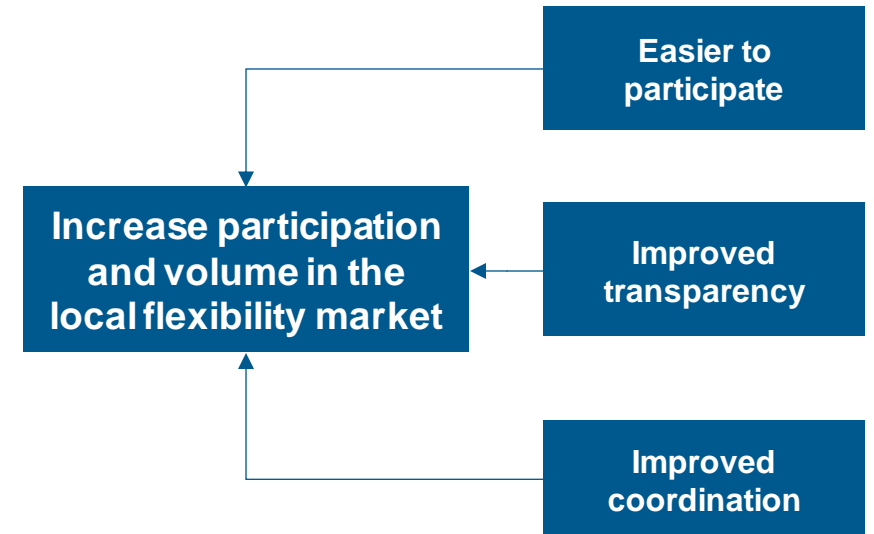 Easier to
participate
Increase participation
and volume in the
local flexibility market
Improved
transparency
Improved
coordination